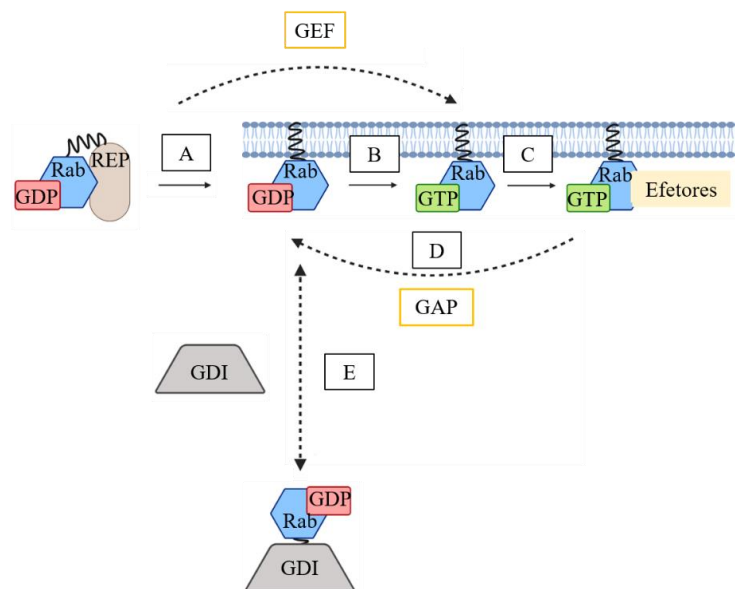 GEF
Rab
REP
GDP
A
Rab
GDP
B
Rab
GTP
C
Rab
GTP
Efetores
D
GAP
GDI
E
GDP
Rab
GDI